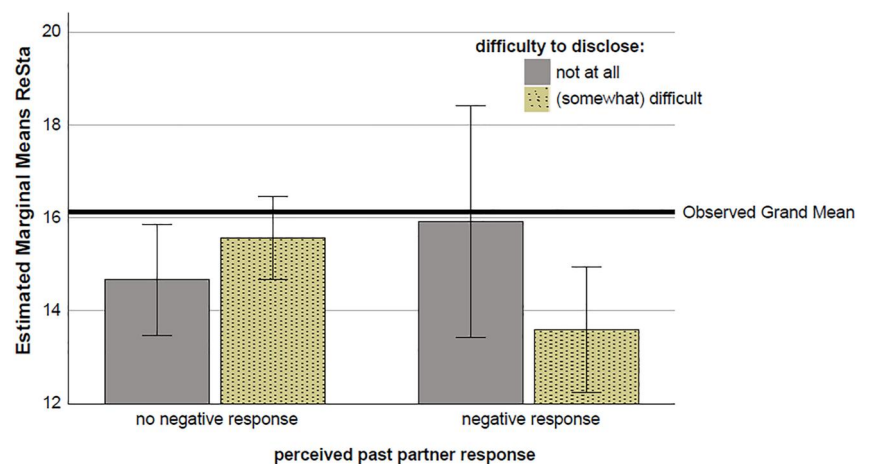 20
18
16
14
12
Estimated Marginal Means ReSta
difficulty to disclose:
not at all
(somewhat) difficult
Observed Grand Mean
no negative response
negative response
perceived past partner response